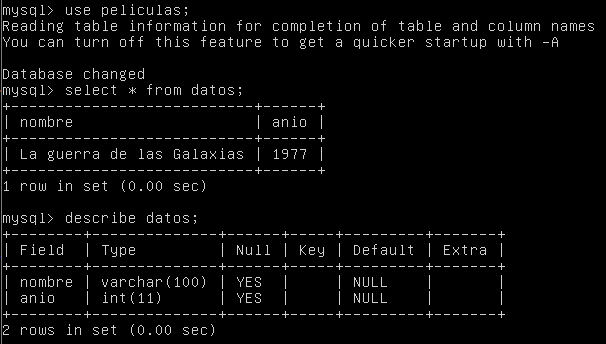 mysql> use peliculas;
Reading table information for completion of table and column names
You can turn off this feature to get a quicker startup with -A

Database changed
mysql> select * from datos;
+--------------------------+------+
| nombre                   | anio |
+--------------------------+------+
| La guerra de las Galaxias | 1977 |
+--------------------------+------+
1 row in set (0.00 sec)

mysql> describe datos;
+--------+--------------+------+-----+---------+-------+
| Field  | Type         | Null | Key | Default | Extra |
+--------+--------------+------+-----+---------+-------+
| nombre | varchar(100) | YES  |     | NULL    |       |
| anio   | int(11)      | YES  |     | NULL    |       |
+--------+--------------+------+-----+---------+-------+
2 rows in set (0.00 sec)